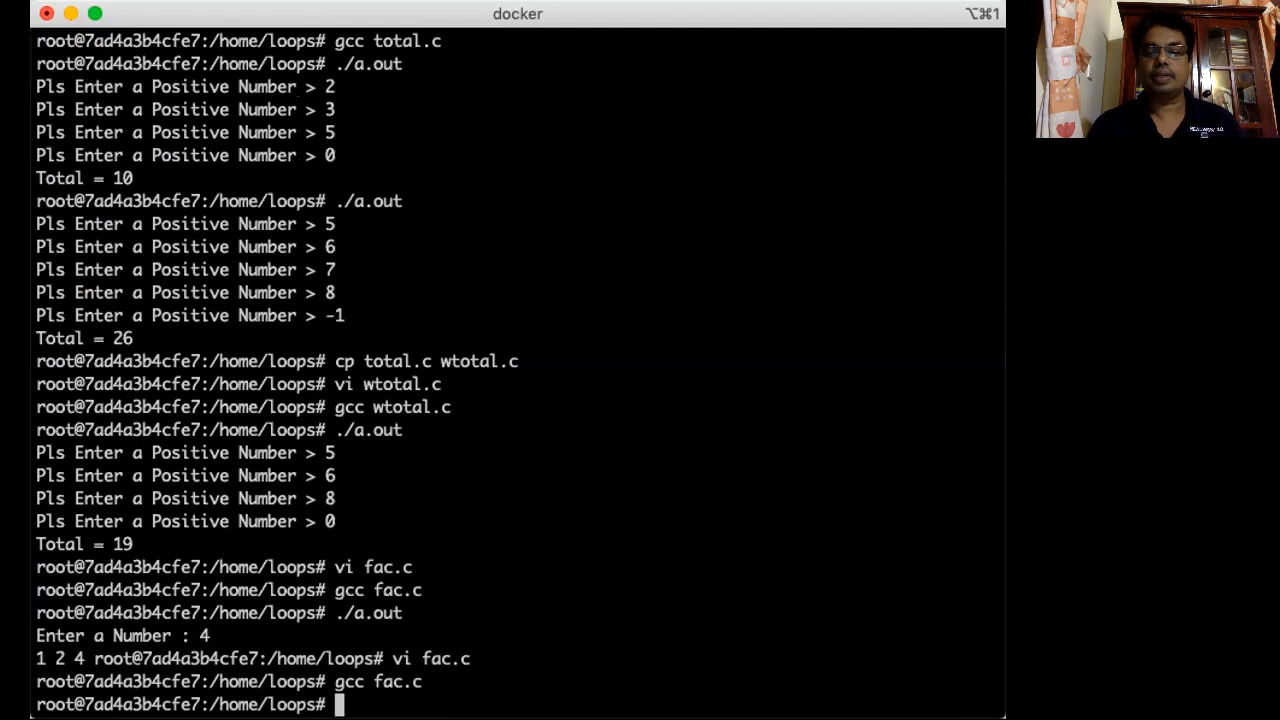 docker
⌥⌘1
root@7ad4a3b4cfe7:/home/loops# gcc total.c
root@7ad4a3b4cfe7:/home/loops# ./a.out
Pls Enter a Positive Number > 2
Pls Enter a Positive Number > 3
Pls Enter a Positive Number > 5
Pls Enter a Positive Number > 0
Total = 10
root@7ad4a3b4cfe7:/home/loops# ./a.out
Pls Enter a Positive Number > 5
Pls Enter a Positive Number > 6
Pls Enter a Positive Number > 7
Pls Enter a Positive Number > 8
Pls Enter a Positive Number > -1
Total = 26
root@7ad4a3b4cfe7:/home/loops# cp total.c wtotal.c
root@7ad4a3b4cfe7:/home/loops# vi wtotal.c
root@7ad4a3b4cfe7:/home/loops# gcc wtotal.c
root@7ad4a3b4cfe7:/home/loops# ./a.out
Pls Enter a Positive Number > 5
Pls Enter a Positive Number > 6
Pls Enter a Positive Number > 8
Pls Enter a Positive Number > 0
Total = 19
root@7ad4a3b4cfe7:/home/loops# vi fac.c
root@7ad4a3b4cfe7:/home/loops# gcc fac.c
root@7ad4a3b4cfe7:/home/loops# ./a.out
Enter a Number : 4
1 2 4 root@7ad4a3b4cfe7:/home/loops# vi fac.c
root@7ad4a3b4cfe7:/home/loops# gcc fac.c
root@7ad4a3b4cfe7:/home/loops#